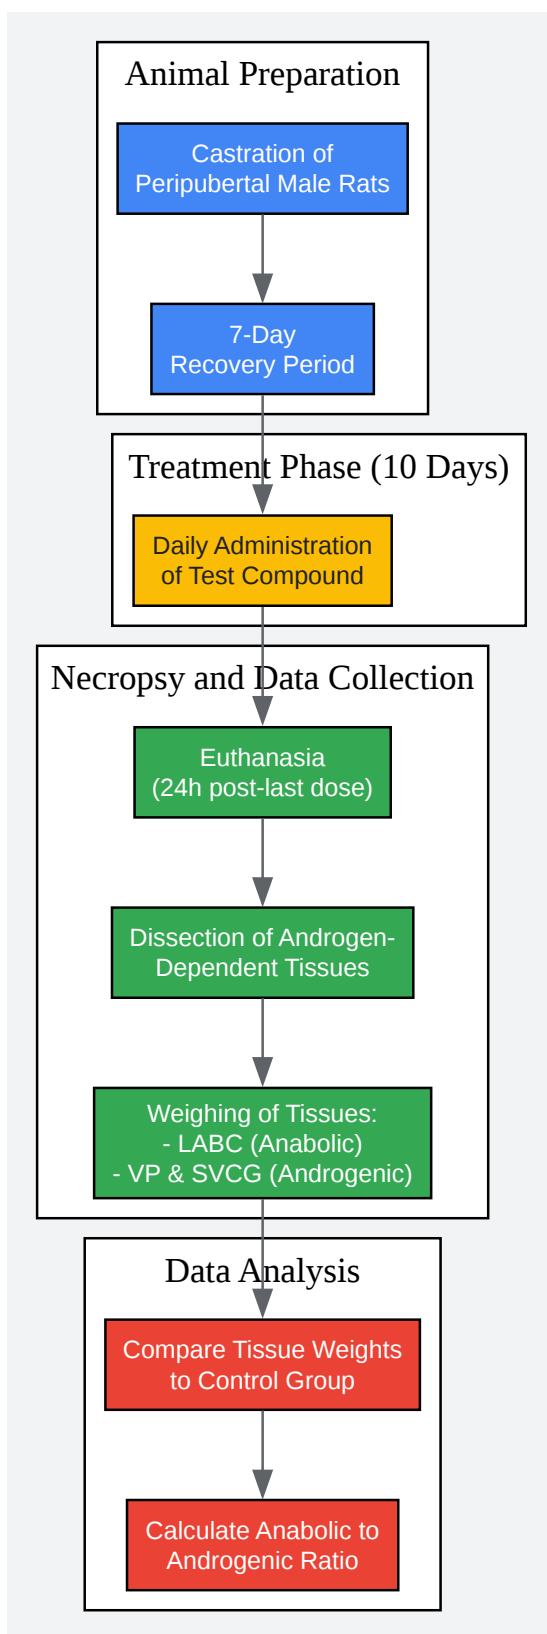 Animal Preparation
Castration of
Peripubertal Male Rats
7-Day
Recovery Period
Treatment Phase (10 Days)
Daily Administration
of Test Compound
Necropsy and Data Collection
Euthanasia
(24h post-last dose)
Dissection of Androgen-
Dependent Tissues
Weighing of Tissues:
- LABC (Anabolic)
- VP & SVCG (Androgenic)
Data Analysis
Compare Tissue Weights
to Control Group
Calculate Anabolic to
Androgenic Ratio